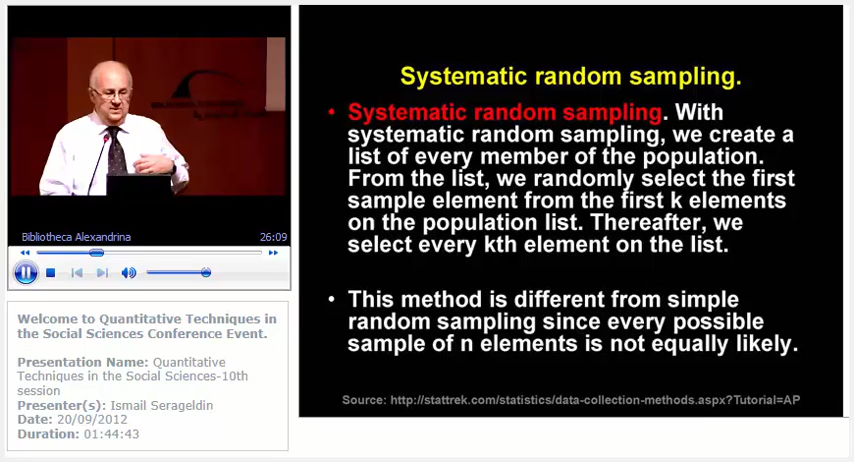 Bibliotheca Alexandrina
26:09
Welcome to Quantitative Techniques in
the Social Sciences Conference Event.
Presentation Name: Quantitative
Techniques in the Social Sciences-10th
session
Presenter(s): Ismail Serageldin
Date: 20/09/2012
Duration: 01:44:43
Systematic random sampling.
• Systematic random sampling. With
systematic random sampling, we create a
list of every member of the population.
From the list, we randomly select the first
sample element from the first k elements
on the population list. Thereafter, we
select every kth element on the list.
• This method is different from simple
random sampling since every possible
sample of n elements is not equally likely.
Source: http://stattrek.com/statistics/data-collection-methods.aspx?Tutorial=AP